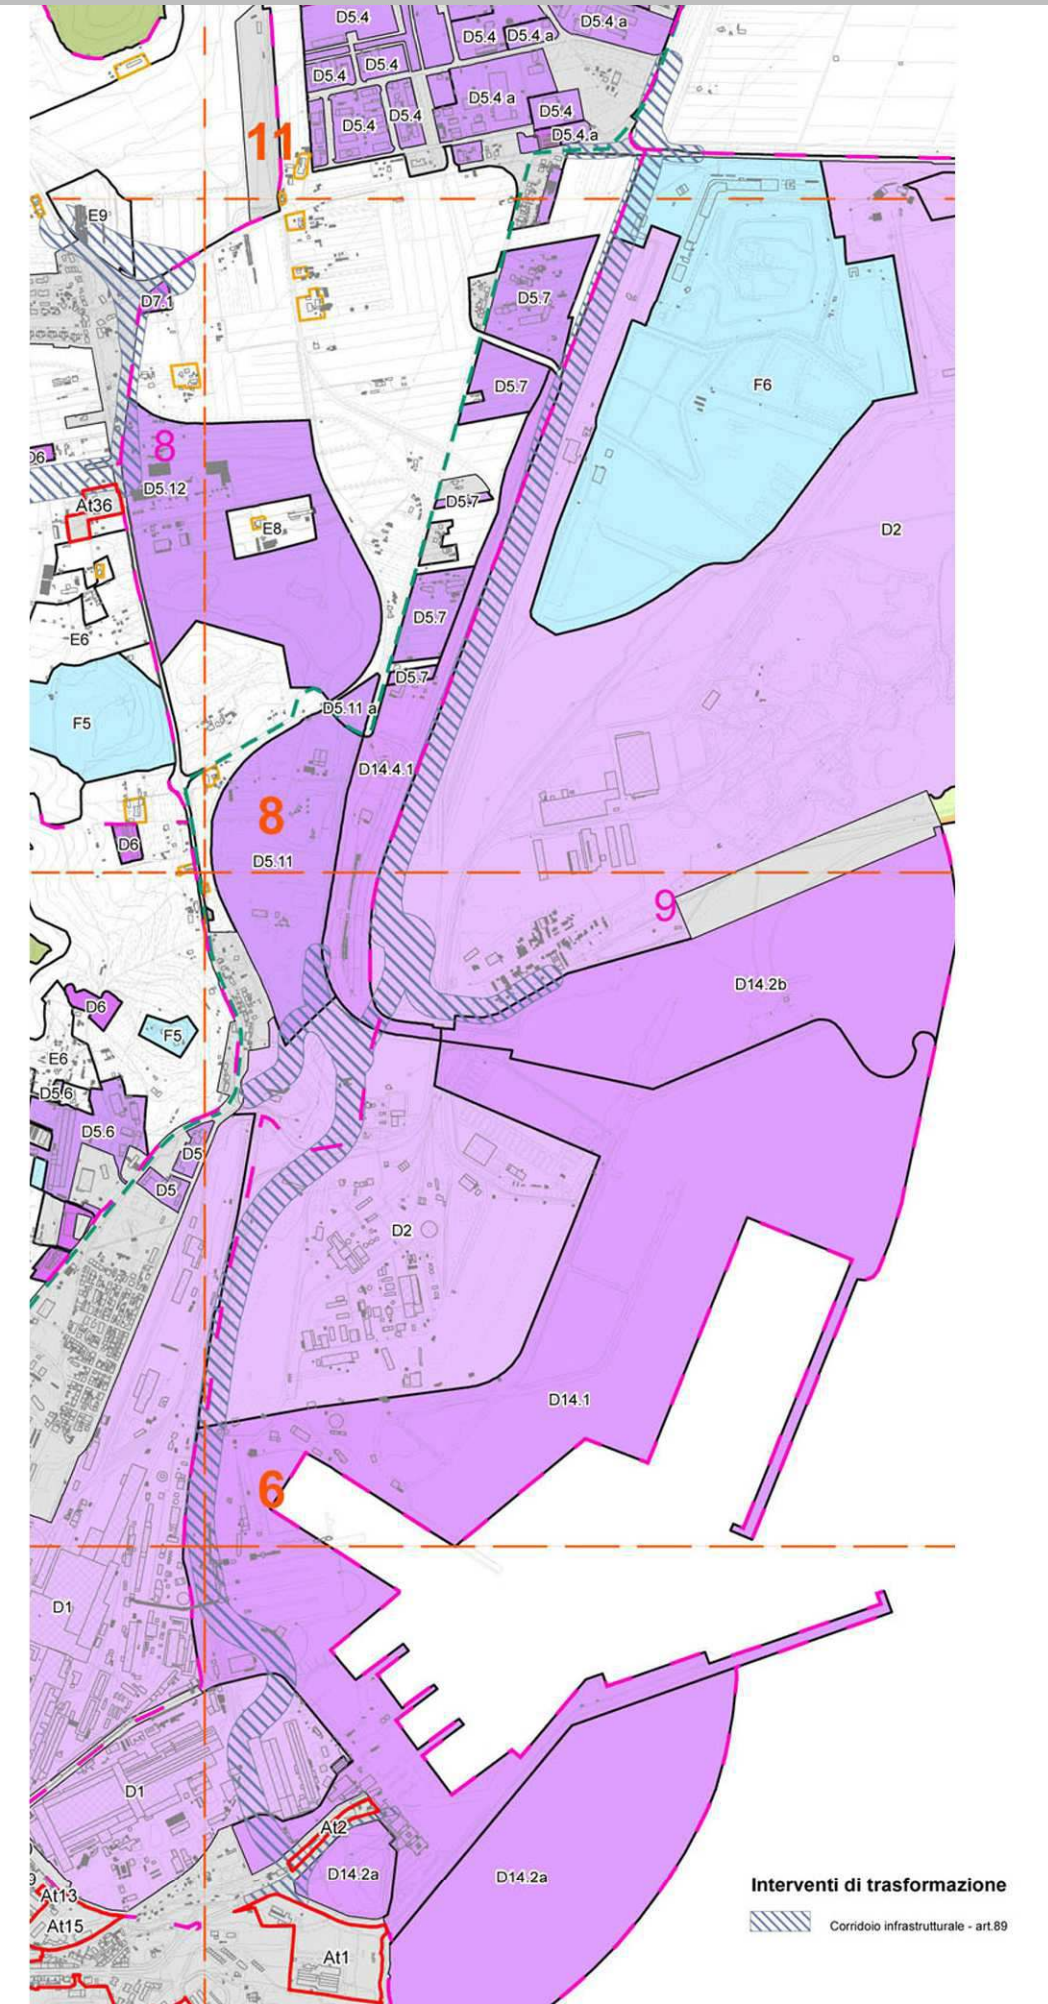 D5.4
D5.4 a
D5.4
D5.4 a
D5.4
D5.4
D5.4 a
D5.4
D5.4
D5.4
D5.4 a
11
E9
D7.1
D5.7
D5.7
F6
8
D6
D5.12
At36
D5.7
E8
D2
D5.7
E6
D5.7
D5.11 a
F5
D14.4.1
8
D6
D5.11
9
D14.2b
D6
F5
E6
D5.6
D5.6
D5
D5
D2
D14.1
6
D1
D1
At2
D14.2a
D14.2a
9
At13
At15
At1
Interventi di trasformazione
Corridoio infrastrutturale - art.89